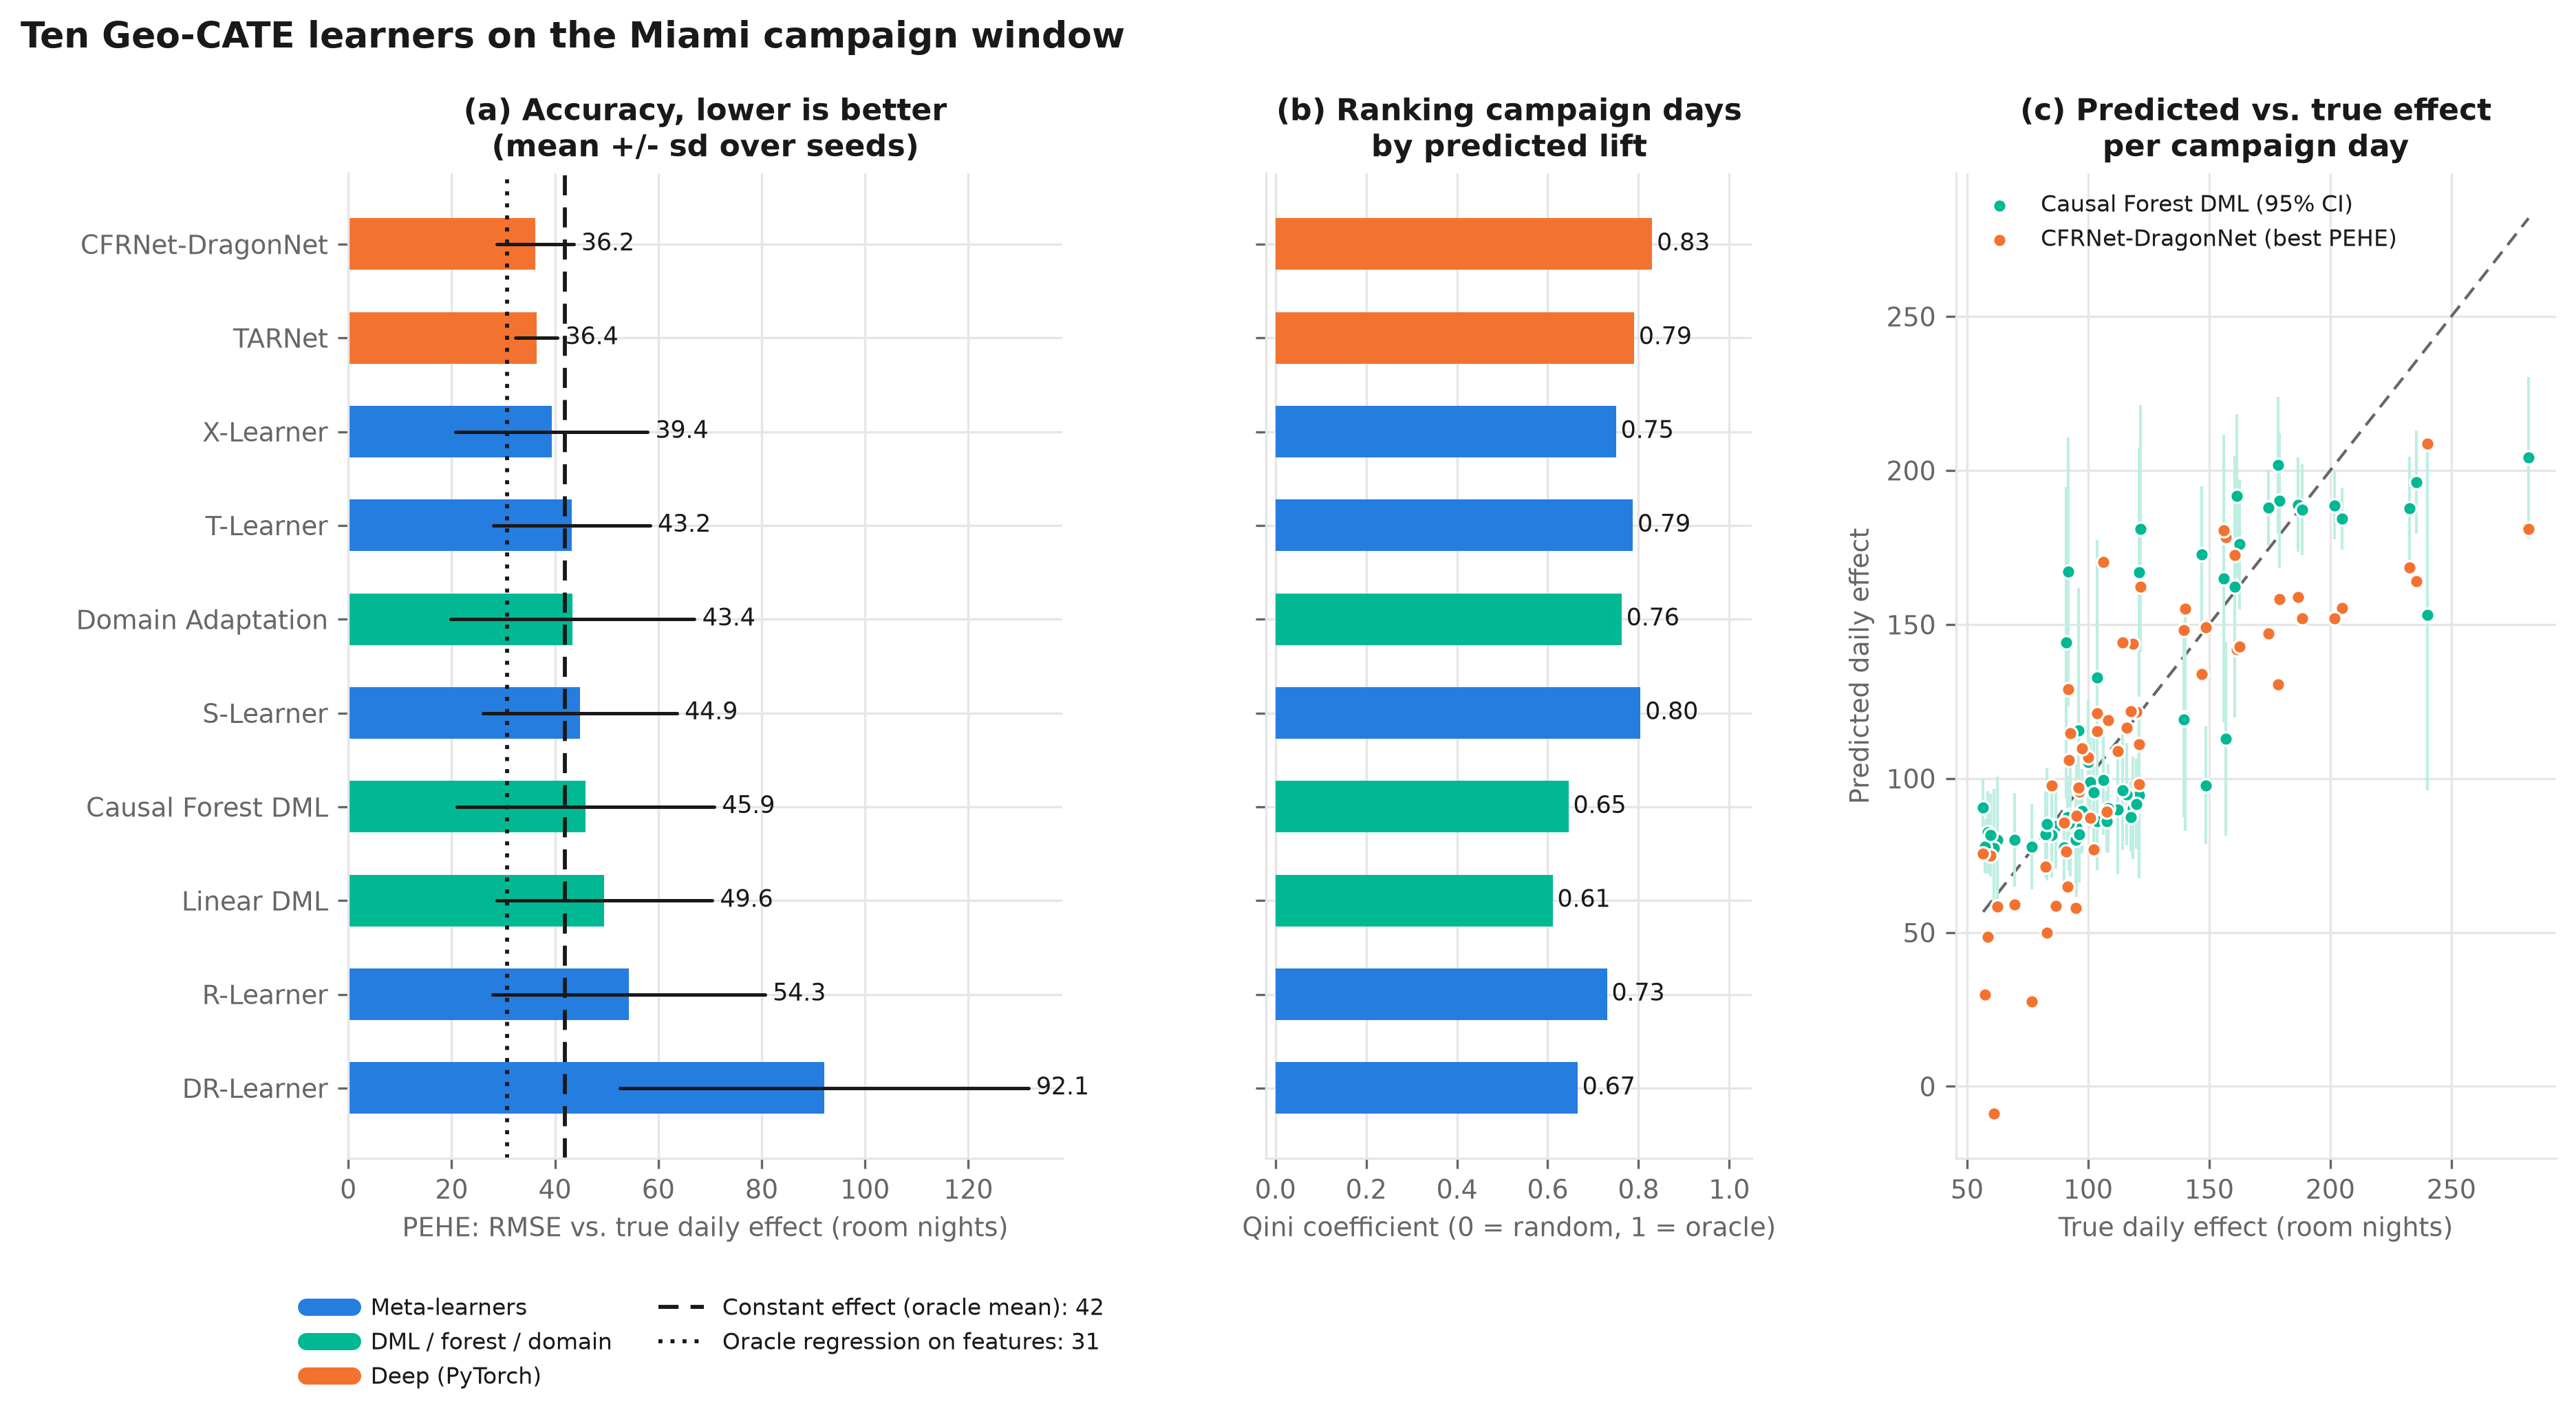 Ten Geo-CATE learners on the Miami campaign window
(a) Accuracy, lower is better
(mean +/- sd over seeds)
CFRNet-DragonNet
36.2
TARNet
36.4
X-Learner
39.4
T-Learner
43.2
Domain Adaptation
43.4
S-Learner
44.9
Causal Forest DML
45.9
Linear DML
49.6
R-Learner
54.3
DR-Learner
92.1
0 20 40 60 80 100 120
PEHE: RMSE vs. true daily effect (room nights)
Meta-learners
DML / forest / domain
Deep (PyTorch)
Constant effect (oracle mean): 42
Oracle regression on features: 31
(b) Ranking campaign days
by predicted lift
0.83
0.79
0.75
0.79
0.76
0.80
0.65
0.61
0.73
0.67
0.0 0.2 0.4 0.6 0.8 1.0
Qini coefficient (0 = random, 1 = oracle)
(c) Predicted vs. true effect
per campaign day
Causal Forest DML (95% CI)
CFRNet-DragonNet (best PEHE)
Predicted daily effect
250
200
150
100
50
0
50 100 150 200 250
True daily effect (room nights)